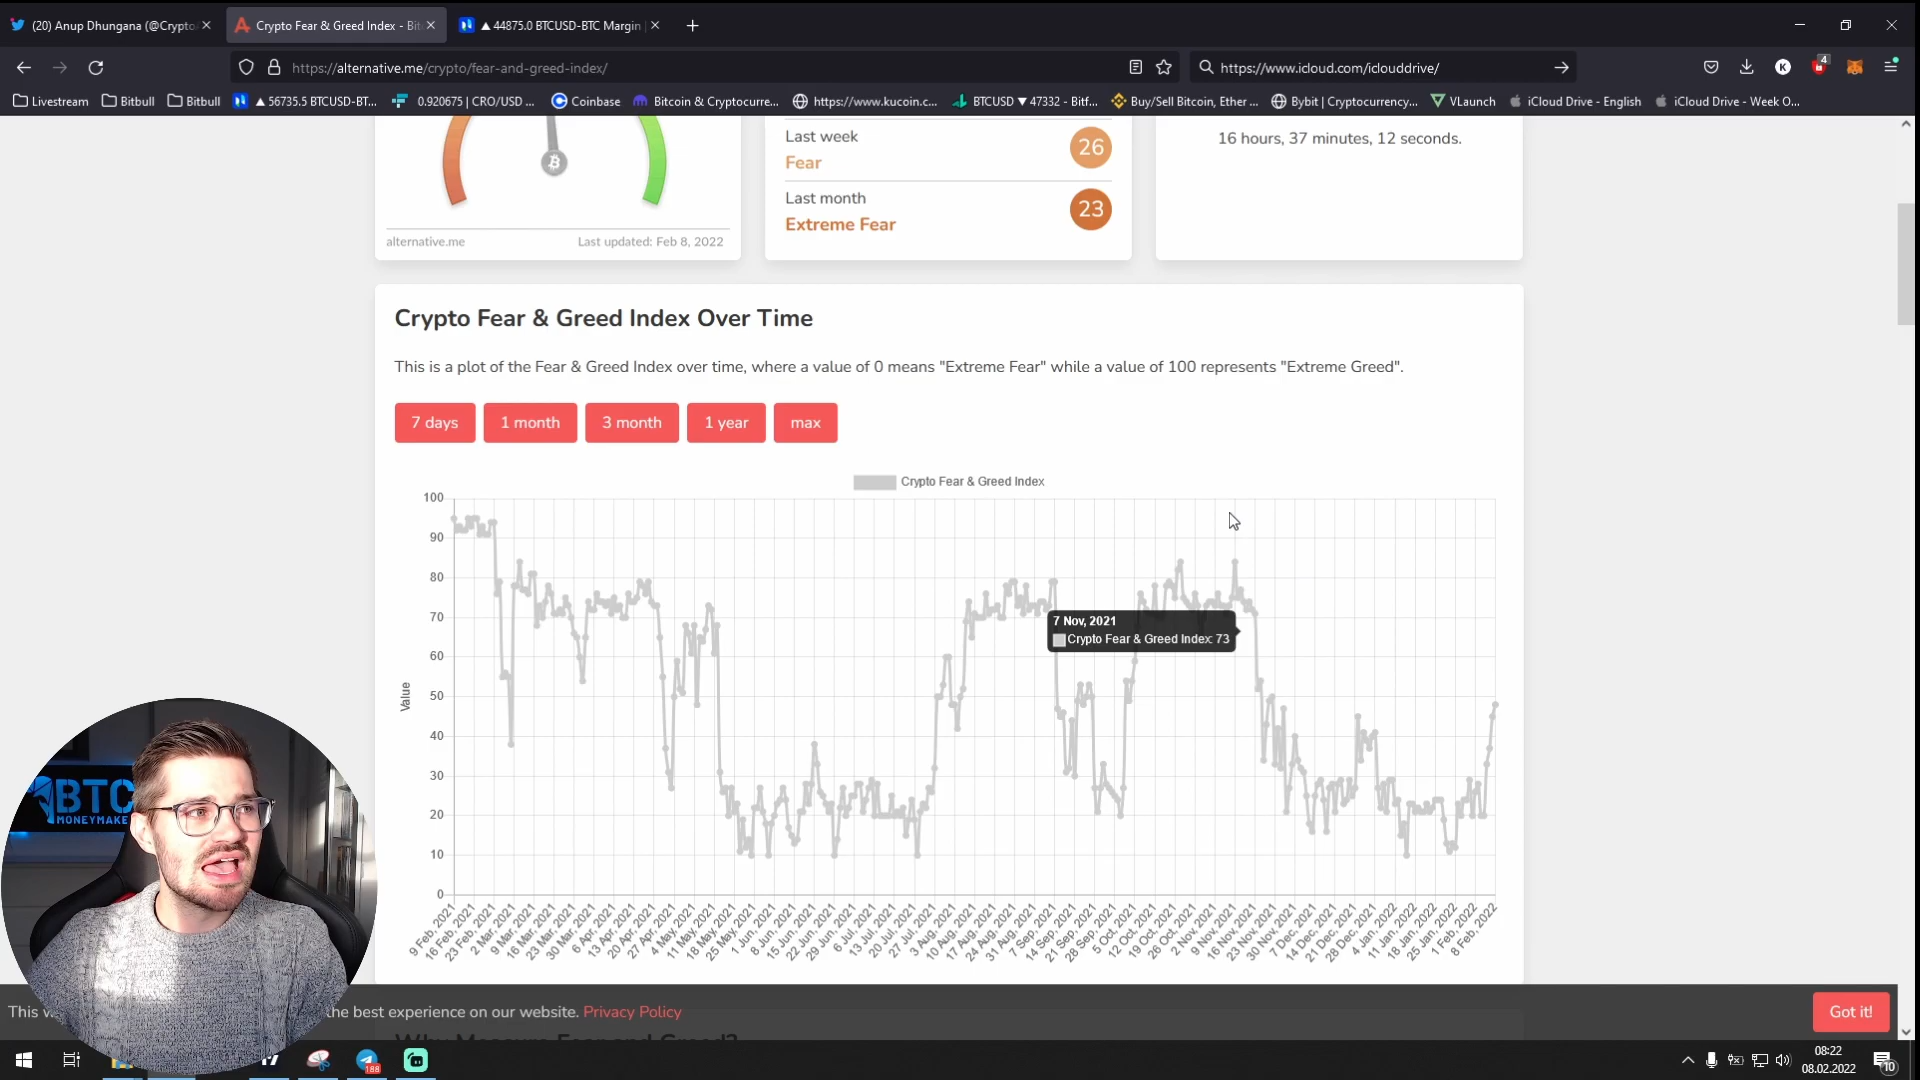 (20) Anup Dhungana (@Crypto
Crypto Fear & Greed Index - Bit
▲ 44875.0 BTCUSD-BTC Margin
https://alternative.me/crypto/fear-and-greed-index/
https://www.icloud.com/iclouddrive/
Livestream
Bitbull
Bitbull
▲ 56735.5 BTCUSD-BT...
0.920675 | CRO/USD ...
Coinbase
Bitcoin & Cryptocurre...
https://www.kucoin.c...
BTCUSD ▼ 47332 - Bitf...
Buy/Sell Bitcoin, Ether ...
Bybit | Cryptocurrency...
VLaunch
iCloud Drive - English
iCloud Drive - Week O...
Last week
Fear
26
Last month
Extreme Fear
23
16 hours, 37 minutes, 12 seconds.
alternative.me
Last updated: Feb 8, 2022
Crypto Fear & Greed Index Over Time
This is a plot of the Fear & Greed Index over time, where a value of 0 means "Extreme Fear" while a value of 100 represents "Extreme Greed".
7 days
1 month
3 month
1 year
max
Crypto Fear & Greed Index
100
90
80
70
60
50
40
30
20
10
0
Value
7 Nov, 2021
Crypto Fear & Greed Index: 73
9 Feb, 2021
16 Feb, 2021
23 Feb, 2021
2 Mar, 2021
9 Mar, 2021
16 Mar, 2021
23 Mar, 2021
30 Mar, 2021
6 Apr, 2021
13 Apr, 2021
20 Apr, 2021
27 Apr, 2021
4 May, 2021
11 May, 2021
18 May, 2021
25 May, 2021
1 Jun, 2021
8 Jun, 2021
15 Jun, 2021
22 Jun, 2021
29 Jun, 2021
6 Jul, 2021
13 Jul, 2021
20 Jul, 2021
27 Jul, 2021
3 Aug, 2021
10 Aug, 2021
17 Aug, 2021
24 Aug, 2021
31 Aug, 2021
7 Sep, 2021
14 Sep, 2021
21 Sep, 2021
28 Sep, 2021
5 Oct, 2021
12 Oct, 2021
19 Oct, 2021
26 Oct, 2021
2 Nov, 2021
9 Nov, 2021
16 Nov, 2021
23 Nov, 2021
30 Nov, 2021
7 Dec, 2021
14 Dec, 2021
21 Dec, 2021
28 Dec, 2021
4 Jan, 2022
11 Jan, 2022
18 Jan, 2022
25 Jan, 2022
1 Feb, 2022
8 Feb, 2022
BTC
MONEYMAKE
the best experience on our website. Privacy Policy
Got it!
Why Measure Fear and Greed?
188
08:22
08.02.2022
10
4